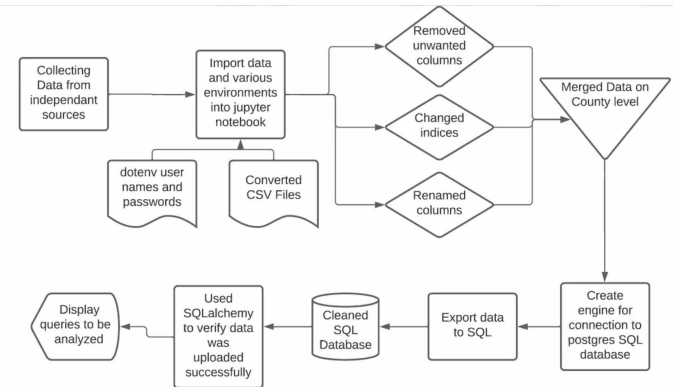 Collecting
Data from
independant
sources
Import data
and various
environments
into jupyter
notebook
dotenv user
names and
passwords
Converted
CSV Files
Removed
unwanted
columns
Changed
indices
Renamed
columns
Merged Data on
County level
Create
engine for
connection to
postgres SQL
database
Export data
to SQL
Cleaned
SQL
Database
Used
SQLalchemy
to verify data
was
uploaded
successfully
Display
queries to be
analyzed